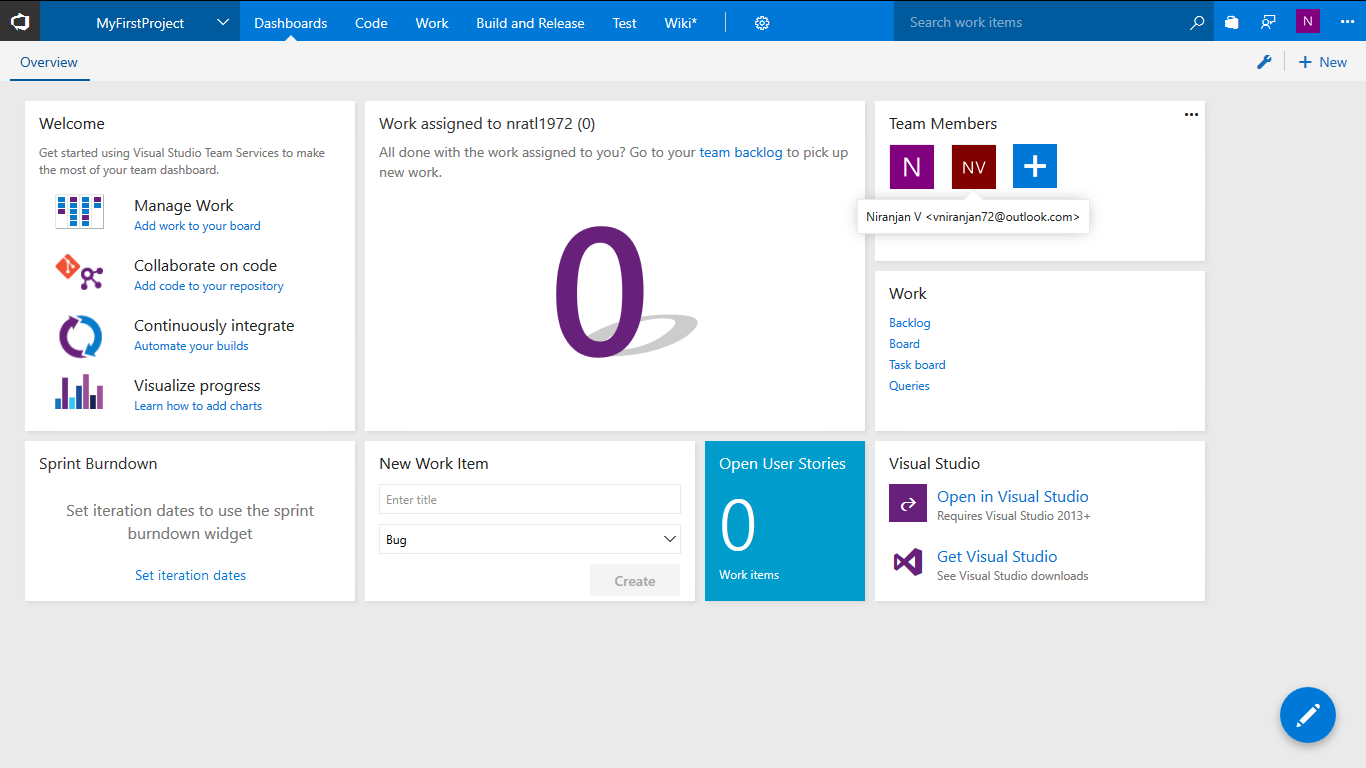 MyFirstProject
Dashboards
Code
Work
Build and Release
Test
Wiki*
Search work items
N
Overview
New
Welcome
Get started using Visual Studio Team Services to make
the most of your team dashboard.
Manage Work
Add work to your board
Collaborate on code
Add code to your repository
Continuously integrate
Automate your builds
Visualize progress
Learn how to add charts
Work assigned to nratl1972 (0)
All done with the work assigned to you? Go to your team backlog to pick up
new work.
0
Team Members
N
NV
Niranjan V <vniranjan72@outlook.com>
Work
Backlog
Board
Task board
Queries
Sprint Burndown
Set iteration dates to use the sprint
burndown widget
Set iteration dates
New Work Item
Enter title
Bug
Create
Open User Stories
0
Work items
Visual Studio
Open in Visual Studio
Requires Visual Studio 2013+
Get Visual Studio
See Visual Studio downloads